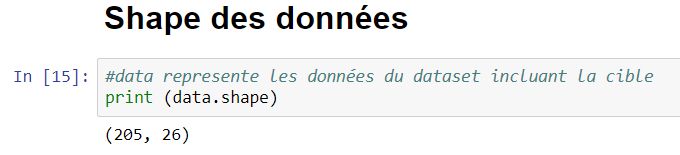 Shape des données
In [15]: #data represente les données du dataset incluant la cible
print (data.shape)
(205, 26)